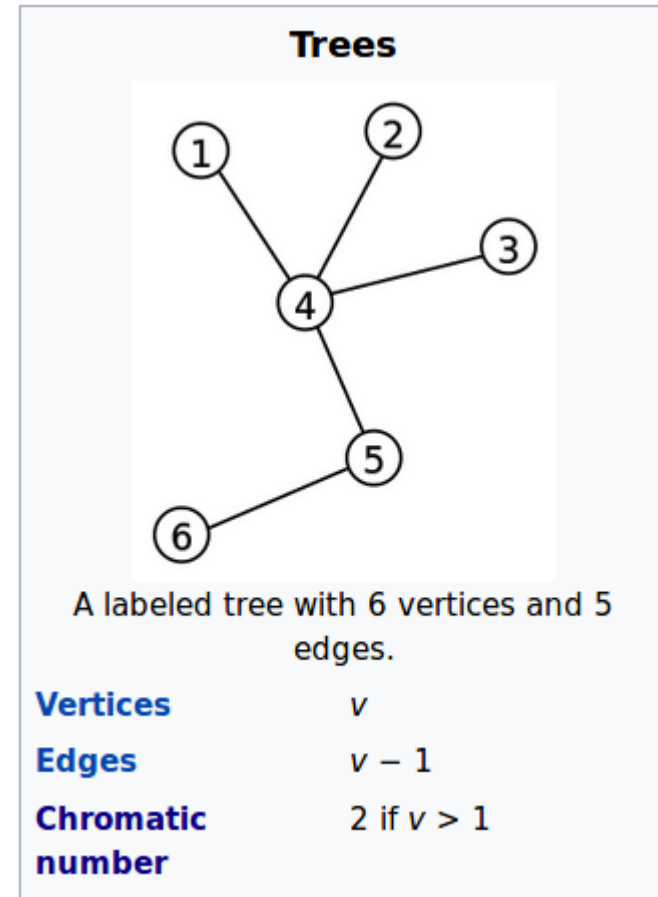 Trees
1
2
3
4
5
6
A labeled tree with 6 vertices and 5
edges.
Vertices v
Edges v − 1
Chromatic 2 if v > 1
number